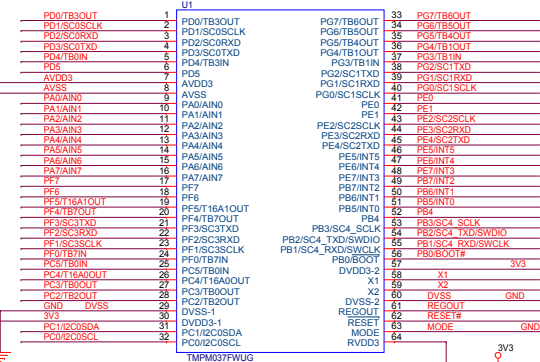 U1
PD0/TB3OUT 1 PD0/TB3OUT PG7/TB6OUT 33 PG7/TB6OUT
PD1/SC0SCLK 2 PD1/SC0SCLK PG6/TB5OUT 34 PG6/TB5OUT
PD2/SC0RXD 3 PD2/SC0RXD PG5/TB4OUT 35 PG5/TB4OUT
PD3/SC0TXD 4 PD3/SC0TXD PG4/TB1OUT 36 PG4/TB1OUT
PD4/TB0IN 5 PD4/TB3IN PG3/TB1IN 37 PG3/TB1IN
PD5 6 PD5 PG2/SC1TXD 38 PG2/SC1TXD
AVDD3 7 AVDD3 PG1/SC1RXD 39 PG1/SC1RXD
AVSS 8 AVSS PG0/SC1SCLK 40 PG0/SC1SCLK
PA0/AIN0 9 PA0/AIN0 PE0 41 PE0
PA1/AIN1 10 PA1/AIN1 PE1 42 PE1
PA2/AIN2 11 PA2/AIN2 PE2/SC2SCLK 43 PE2/SC2SCLK
PA3/AIN3 12 PA3/AIN3 PE3/SC2RXD 44 PE3/SC2RXD
PA4/AIN4 13 PA4/AIN4 PE4/SC2TXD 45 PE4/SC2TXD
PA5/AIN5 14 PA5/AIN5 PE5/INT5 46 PE5/INT5
PA6/AIN6 15 PA6/AIN6 PE6/INT4 47 PE6/INT4
PA7/AIN7 16 PA7/AIN7 PE7/INT3 48 PE7/INT3
PF7 17 PF7 PB7/INT2 49 PB7/INT2
PF6 18 PF6 PB6/INT1 50 PB6/INT1
PF5/T16A1OUT 19 PF5/T16A1OUT PB5/INT0 51 PB5/INT0
PF4/TB7OUT 20 PF4/TB7OUT PB4 52 PB4
PF3/SC3TXD 21 PF3/SC3TXD PB3/SC4_SCLK 53 PB3/SC4 SCLK
PF2/SC3RXD 22 PF2/SC3RXD PB2/SC4_TXD/SWDIO 54 PB2/SC4 TXD/SWDIO
PF1/SC3SCLK 23 PF1/SC3SCLK PB1/SC4_RXD/SWCLK 55 PB1/SC4 RXD/SWCLK
PF0/TB7IN 24 PF0/TB7IN PB0/BOOT 56 PB0/BOOT#
PC5/TB0IN 25 PC5/TB0IN DVDD3-2 57 3V3
PC4/T16A0OUT 26 PC4/T16A0OUT X1 58 X1
PC3/TB0OUT 27 PC3/TB0OUT X2 59 X2
PC2/TB2OUT 28 PC2/TB2OUT DVSS-2 60 DVSS GND
GND DVSS 29 DVSS-1 REGOUT 61 REGOUT
3V3 30 DVDD3-1 RESET 62 RESET#
PC1/I2C0SDA 31 PC1/I2C0SDA MODE 63 MODE GND
PC0/I2C0SCL 32 PC0/I2C0SCL RVDD3 64
TMPM037FWUG 3V3